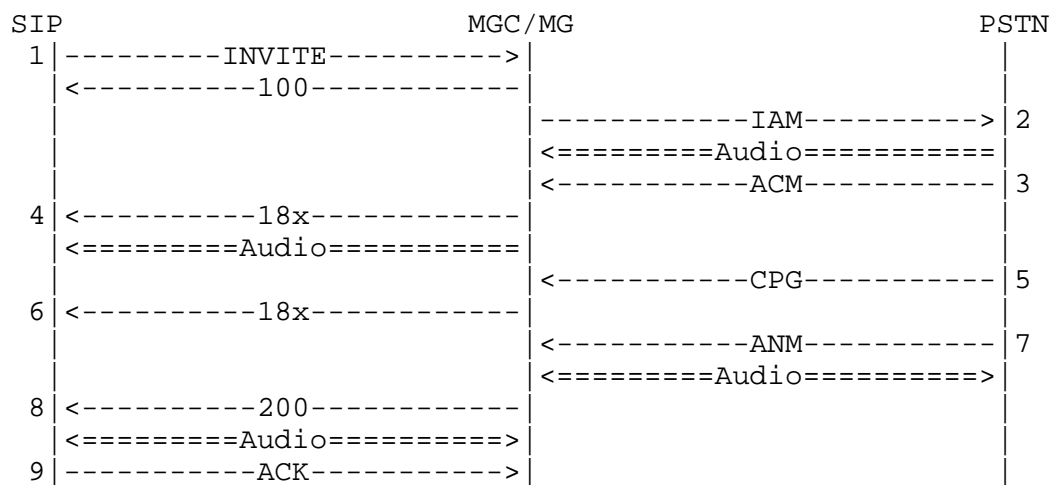 SIP MGC/MG PSTN
1|---------INVITE---------->| |
|<----------100------------| |
| |------------IAM---------->|2
| |<=========Audio===========|
| |<-----------ACM-----------|3
4|<----------18x------------| |
|<=========Audio===========| |
| |<-----------CPG-----------|5
6|<----------18x------------| |
| |<-----------ANM-----------|7
| |<=========Audio==========>|
8|<----------200------------| |
|<=========Audio==========>| |
9|-----------ACK----------->| |